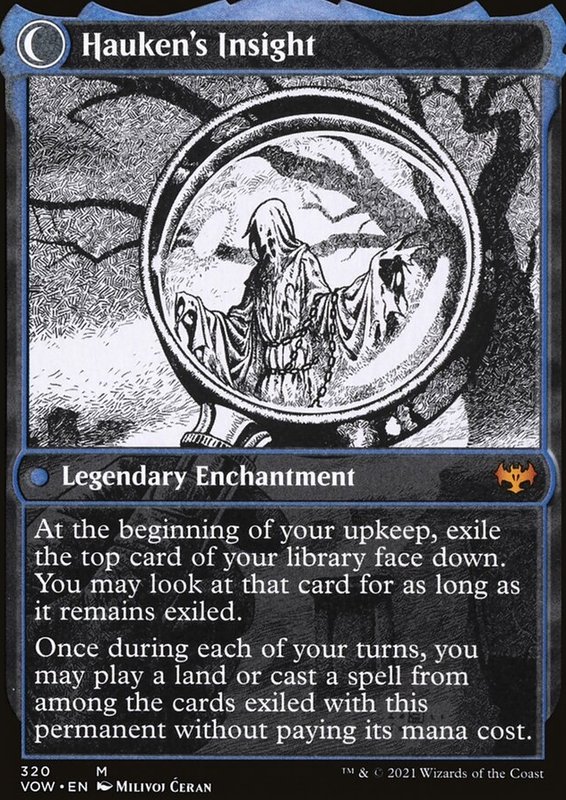 Hauken's Insight
Legendary Enchantment
At the beginning of your upkeep, exile
the top card of your library face down.
You may look at that card for as long as
it remains exiled.
Once during each of your turns, you
may play a land or cast a spell from
among the cards exiled with this
permanent without paying its mana cost.
320 M
VOW • EN Milivoj Ćeran
™ & © 2021 Wizards of the Coast